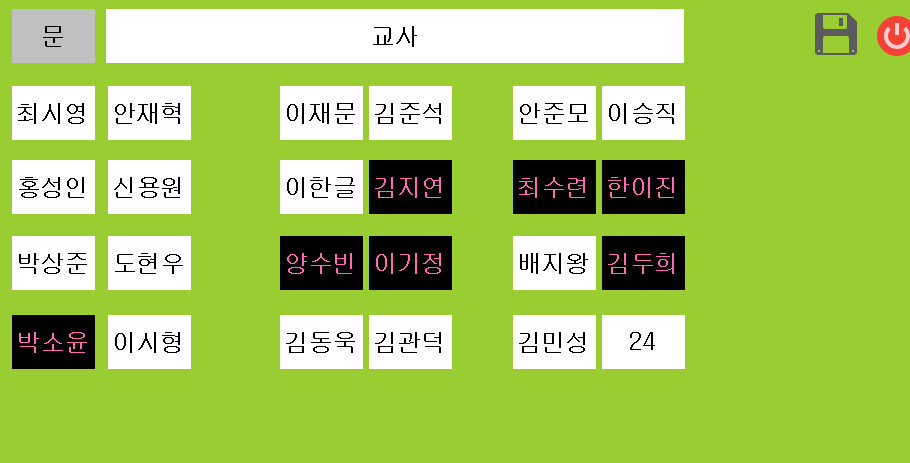 문 교사
최시영 안재혁 이재문 김준석 안준모 이승직
홍성인 신용원 이한글 김지연 최수련 한이진
박상준 도현우 양수빈 이기정 배지왕 김두희
박소윤 이시형 김동욱 김관덕 김민성 24